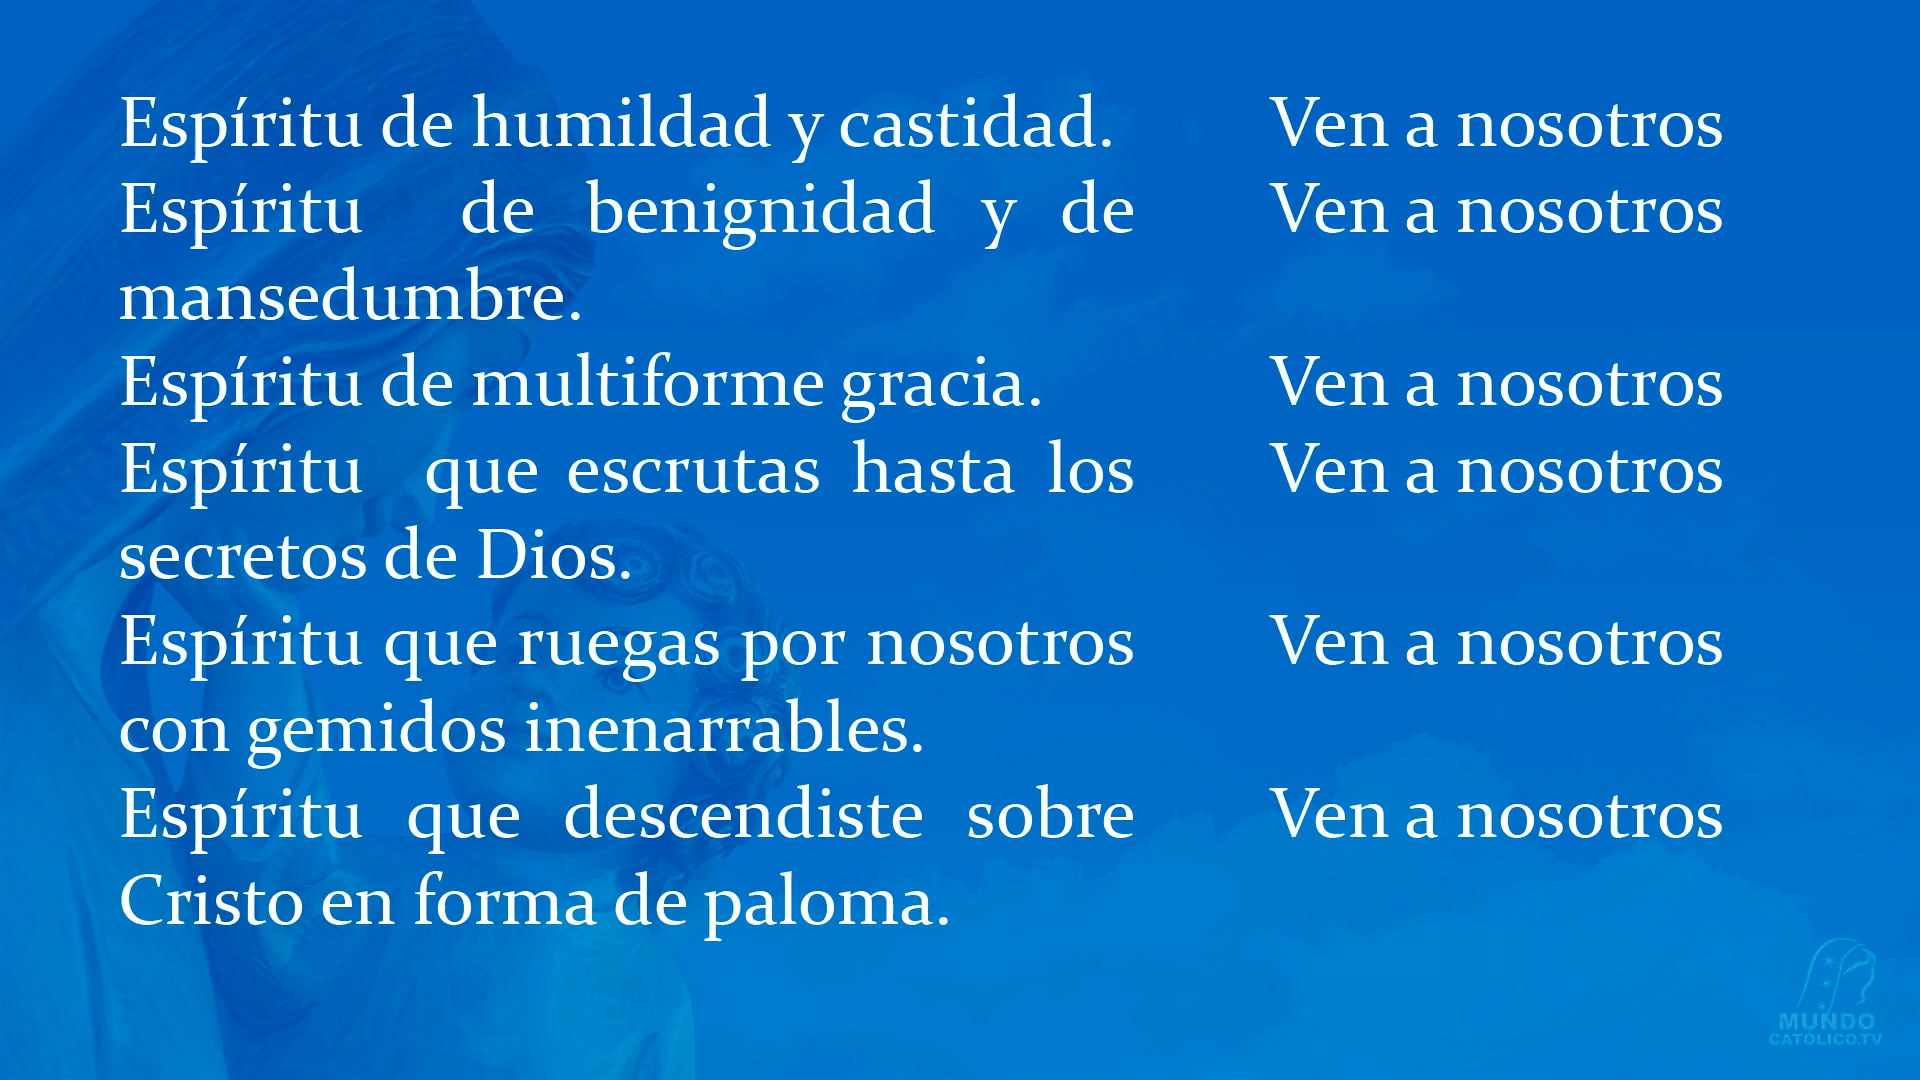 Espíritu de humildad y castidad. Ven a nosotros
Espíritu de benignidad y de Ven a nosotros
mansedumbre.
Espíritu de multiforme gracia. Ven a nosotros
Espíritu que escrutas hasta los Ven a nosotros
secretos de Dios.
Espíritu que ruegas por nosotros Ven a nosotros
con gemidos inenarrables.
Espíritu que descendiste sobre Ven a nosotros
Cristo en forma de paloma.
MUNDO
CATOLICO.TV